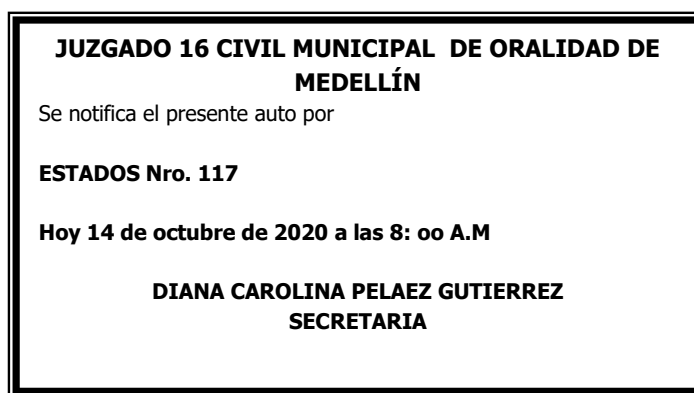 JUZGADO 16 CIVIL MUNICIPAL DE ORALIDAD DE
MEDELLÍN
Se notifica el presente auto por
ESTADOS Nro. 117
Hoy 14 de octubre de 2020 a las 8: oo A.M
DIANA CAROLINA PELAEZ GUTIERREZ
SECRETARIA